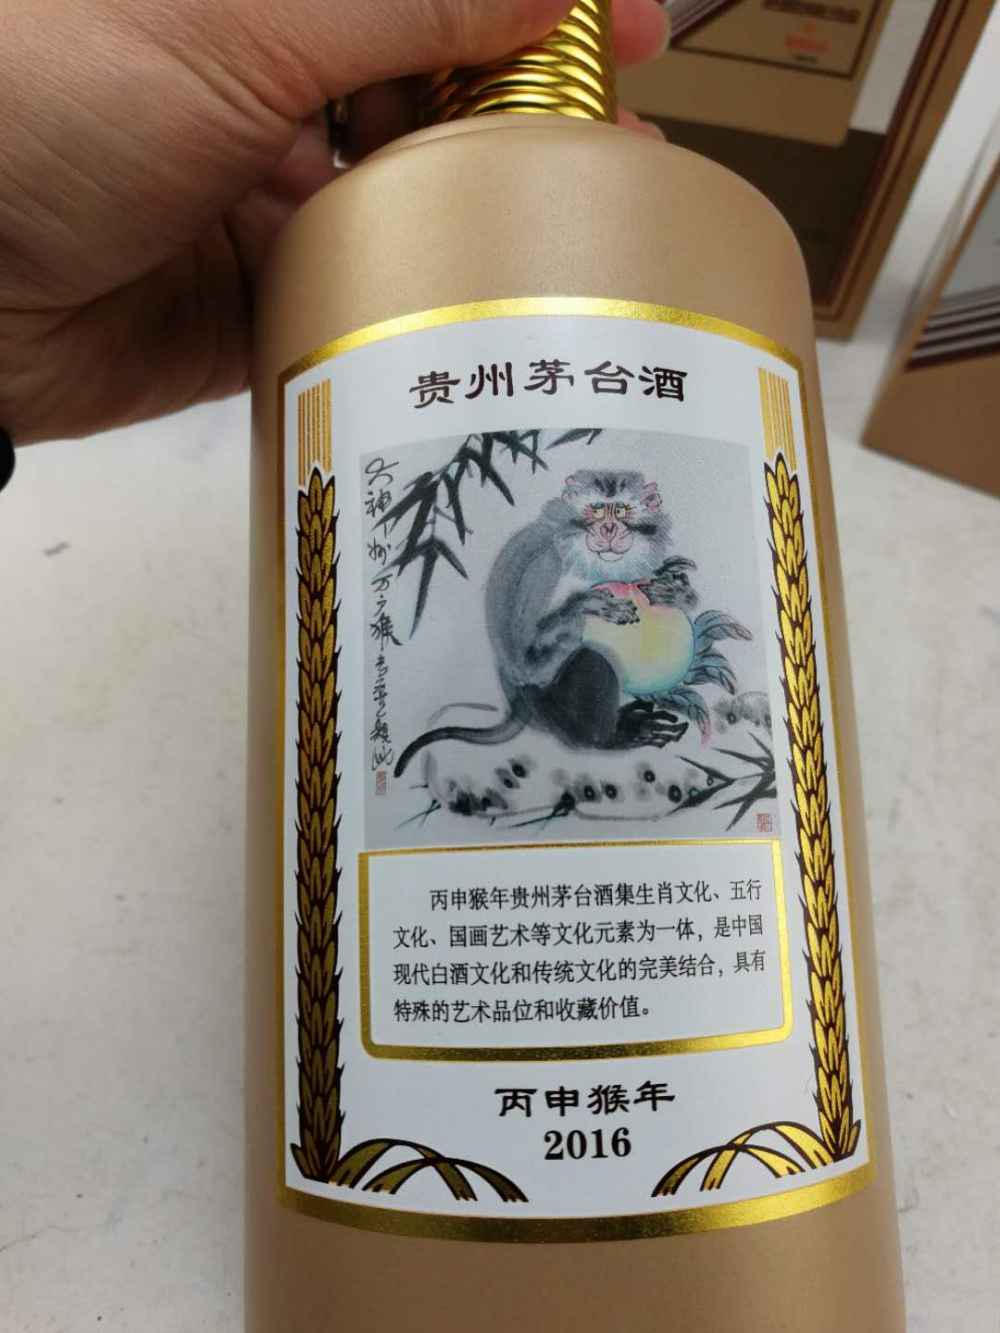 贵州茅台酒
丙申猴年贵州茅台酒集生肖文化、五行
文化、国画艺术等文化元素为一体，是中国
现代白酒文化和传统文化的完美结合，具有
特殊的艺术品位和收藏价值。
丙申猴年
2016